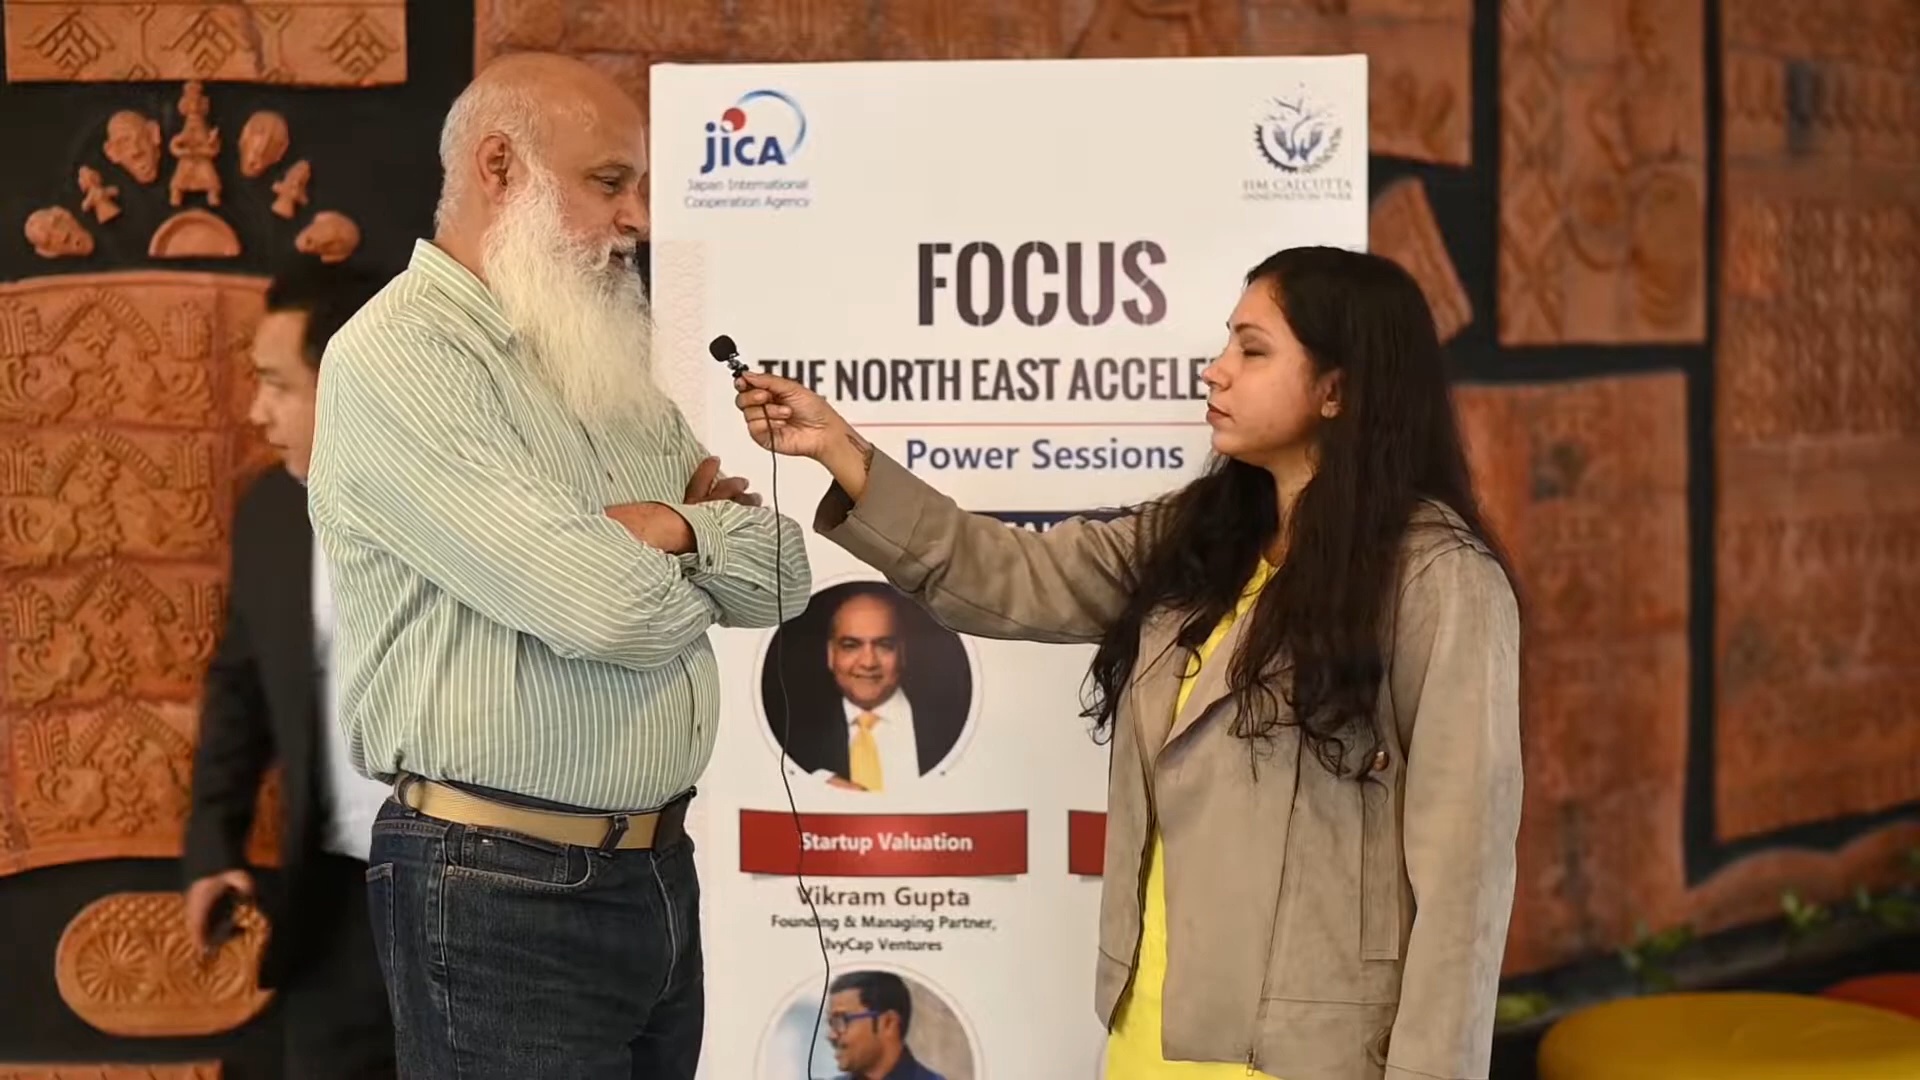 JICA
Japan International
Cooperation Agency
IIM CALCUTTA
INNOVATION PARK
FOCUS
THE NORTH EAST ACCELE
Power Sessions
Startup Valuation
Vikram Gupta
Founding & Managing Partner,
IvyCap Ventures